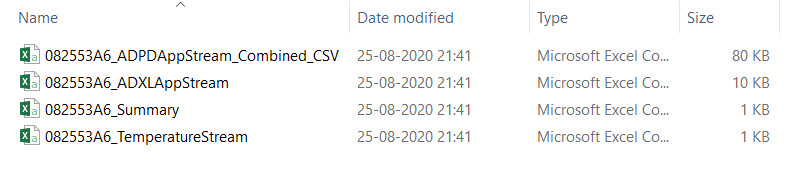 Name Date modified Type Size
082553A6_ADPDAppStream_Combined_CSV 25-08-2020 21:41 Microsoft Excel Co... 80 KB
082553A6_ADXLAppStream 25-08-2020 21:41 Microsoft Excel Co... 10 KB
082553A6_Summary 25-08-2020 21:41 Microsoft Excel Co... 1 KB
082553A6_TemperatureStream 25-08-2020 21:41 Microsoft Excel Co... 1 KB